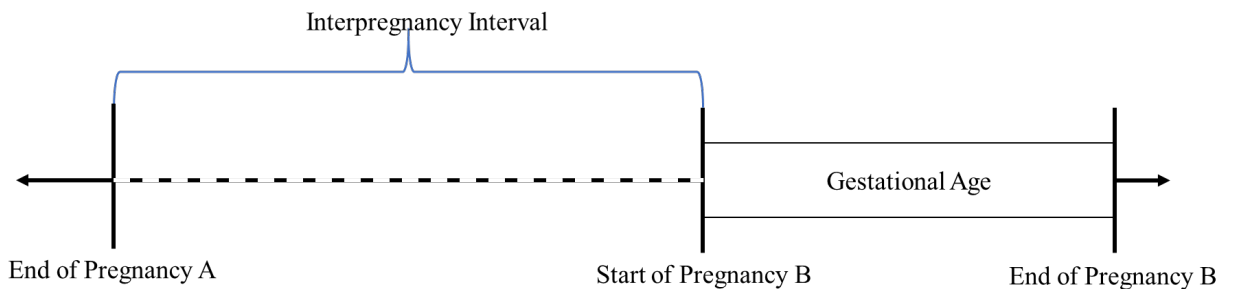 Interpregnancy Interval
Gestational Age
End of Pregnancy A
Start of Pregnancy B
End of Pregnancy B